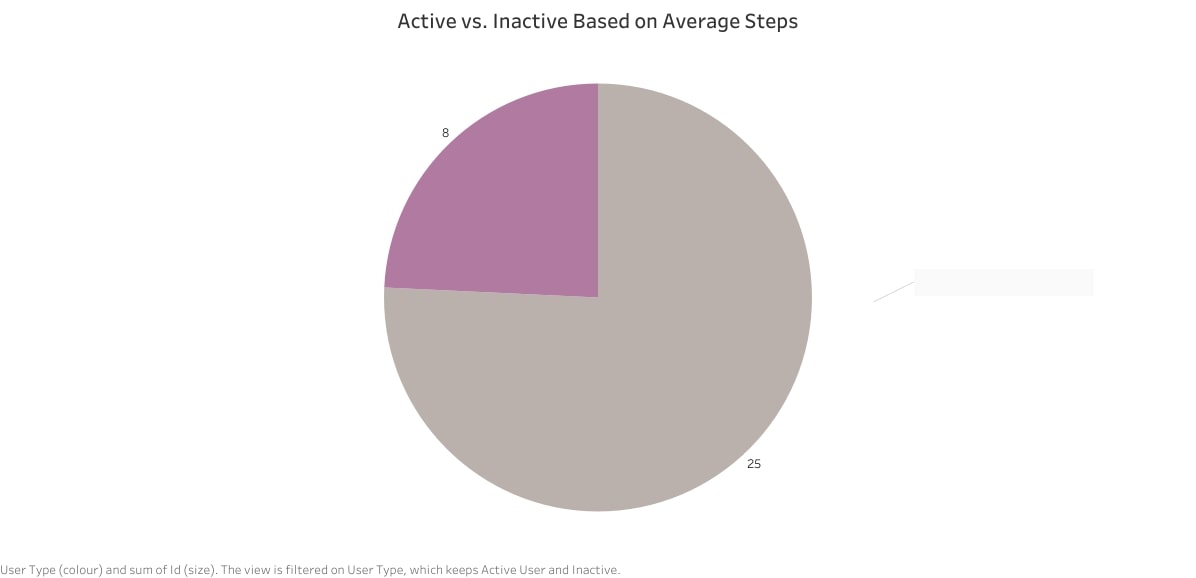 Active vs. Inactive Based on Average Steps
8
25
User Type (colour) and sum of Id (size). The view is filtered on User Type, which keeps Active User and Inactive.